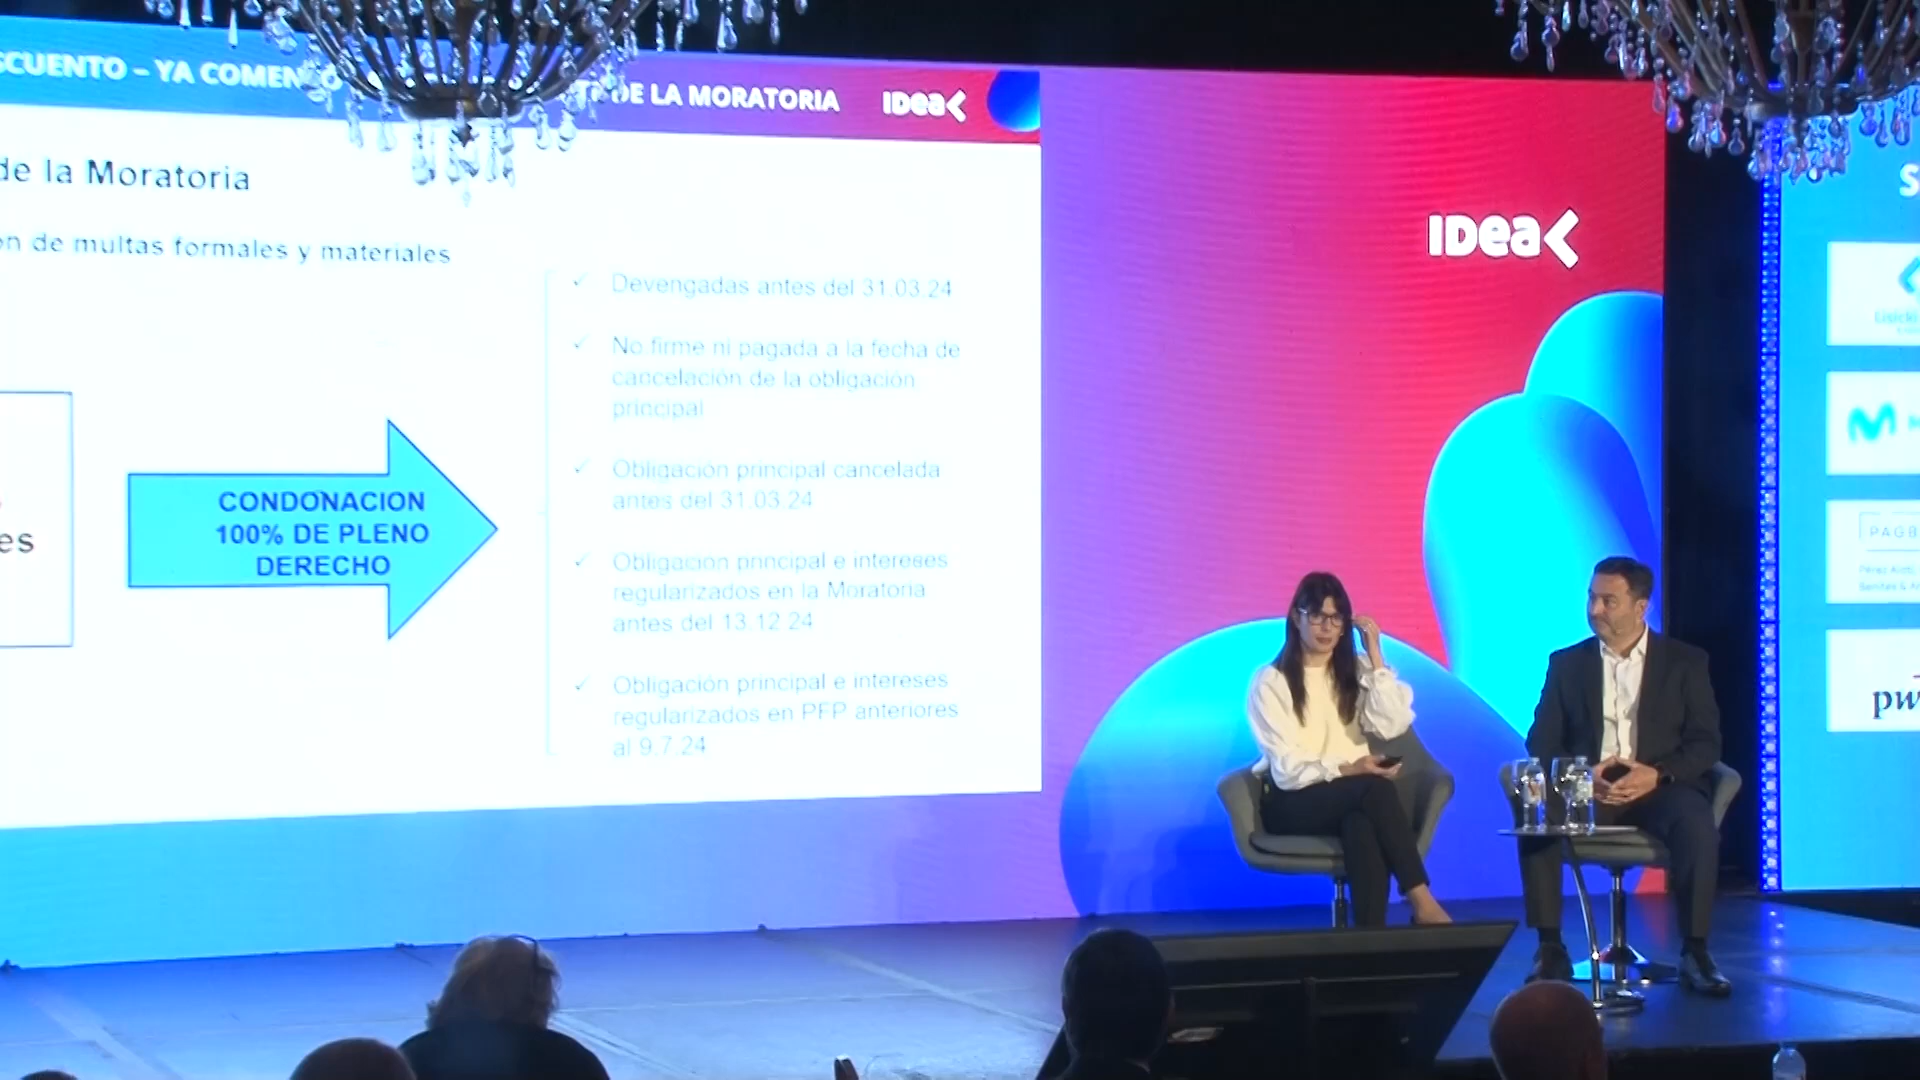 SCUENTO – YA COMEN
DE LA MORATORIA
IDea
de la Moratoria
ón de multas formales y materiales
es
CONDONACION
100% DE PLENO
DERECHO
✓ Devengadas antes del 31.03.24
✓ No firme ni pagada a la fecha de
cancelación de la obligación
principal
✓ Obligación principal cancelada
antes del 31.03.24
✓ Obligación principal e intereses
regularizados en la Moratoria
antes del 13.12.24
✓ Obligación principal e intereses
regularizados en PFP anteriores
al 9.7.24
IDea
S
PAGB
pw